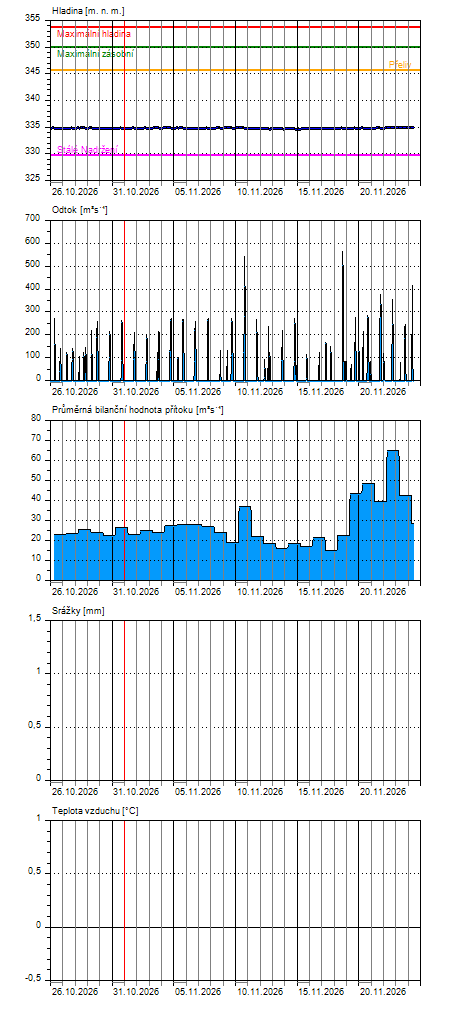 Hladina [m. n. m.]
355
Maximální hladina
350
Maximální zásobní
345
Přeliv
340
335
330
Stálé Nadržení
325
26.10.2026 31.10.2026 05.11.2026 10.11.2026 15.11.2026 20.11.2026
Odtok [m³s⁻¹]
700
600
500
400
300
200
100
0
26.10.2026 31.10.2026 05.11.2026 10.11.2026 15.11.2026 20.11.2026
Průměrná bilanční hodnota přítoku [m³s⁻¹]
80
70
60
50
40
30
20
10
0
26.10.2026 31.10.2026 05.11.2026 10.11.2026 15.11.2026 20.11.2026
Srážky [mm]
1,5
1
0,5
0
26.10.2026 31.10.2026 05.11.2026 10.11.2026 15.11.2026 20.11.2026
Teplota vzduchu [°C]
1
0,5
0
-0,5
26.10.2026 31.10.2026 05.11.2026 10.11.2026 15.11.2026 20.11.2026